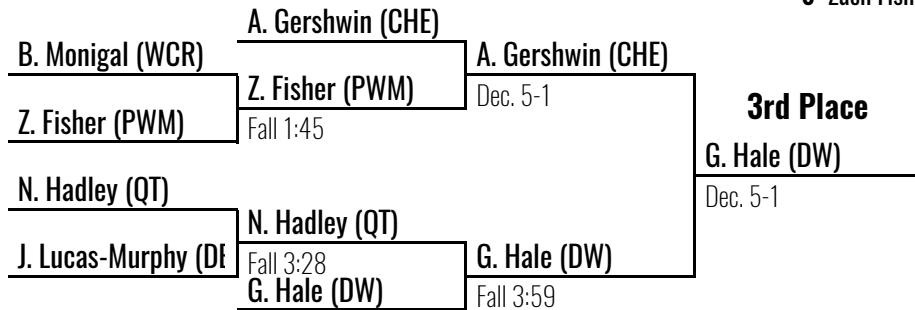 A. Gershwin (CHE)
B. Monigal (WCR)
A. Gershwin (CHE)
Z. Fisher (PWM)
Dec. 5-1
3rd Place
Z. Fisher (PWM)
Fall 1:45
G. Hale (DW)
N. Hadley (QT)
Dec. 5-1
N. Hadley (QT)
J. Lucas-Murphy
Fall 3:28
G. Hale (DW)
G. Hale (DW)
Fall 3:59